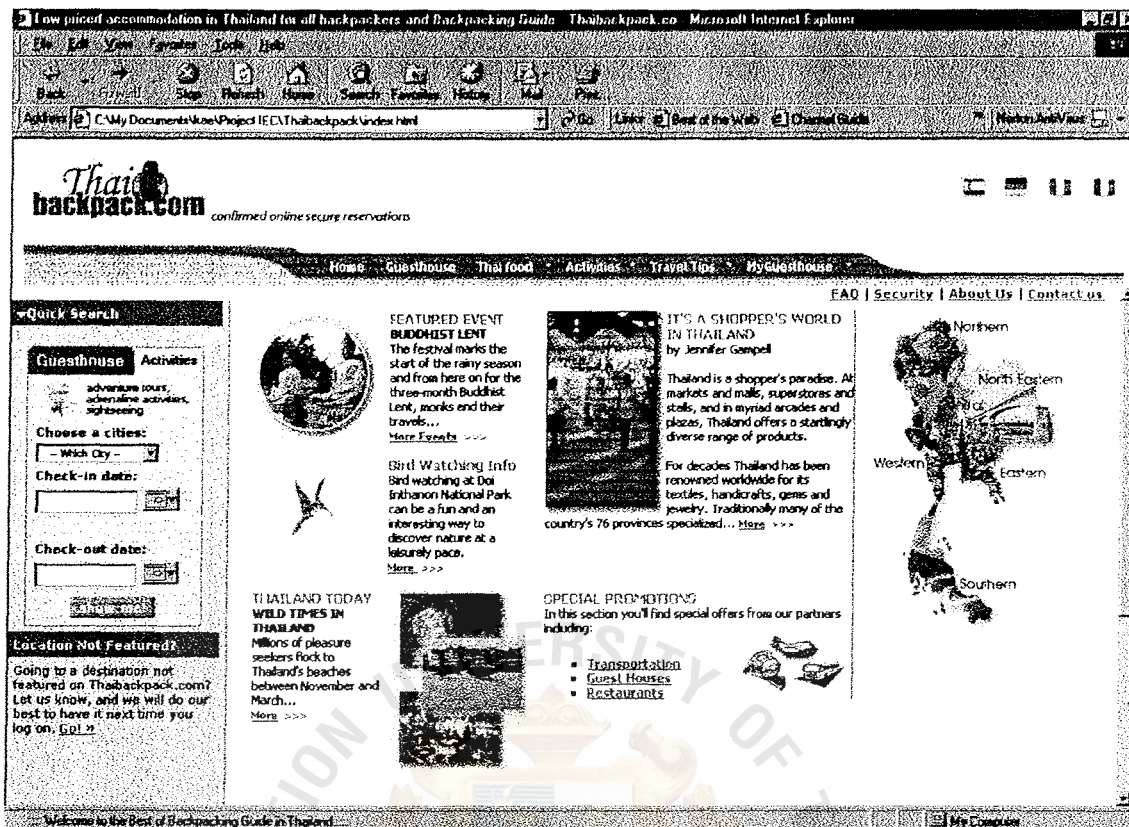 Low priced accommodation in Thailand for all backpackers and Backpacking Guide - Thaibackpack.co - Microsoft Internet Explorer
File Edit View Favorites Tools Help
Back Forward Stop Refresh Home Search Favorites History Mail Print
Address C:\My Documents\kae\Project IEC\Thaibackpack\index.html Go Links Best of the Web Channel Guide Norton AntiVirus
Thai
backpack.com confirmed online secure reservations
Home Guesthouse Thai food Activities Travel Tips MyGuesthouse
FAQ | Security | About Us | Contact us
Quick Search
Guesthouse Activities
adventure tours,
adrenaline activities,
sightseeing
Choose a cities:
-- Which City --
Check-in date:
Check-out date:
Location Not Featured?
Going to a destination not
featured on Thaibackpack.com?
Let us know, and we will do our
best to have it next time you
log on. Go! »
FEATURED EVENT
BUDDHIST LENT
The festival marks the
start of the rainy season
and from here on for the
three-month Buddhist
Lent, monks end their
travels...
More Events >>>
Bird Watching Info
Bird watching at Doi
Inthanon National Park
can be a fun and an
interesting way to
discover nature at a
leisurely pace.
More >>>
THAILAND TODAY
WILD TIMES IN
THAILAND
Millions of pleasure
seekers flock to
Thailand's beaches
between November and
March...
More >>>
IT'S A SHOPPER'S WORLD
IN THAILAND
by Jennifer Gampell
Thailand is a shopper's paradise. At
markets and malls, superstores and
stalls, and in myriad arcades and
plazas, Thailand offers a startlingly
diverse range of products.
For decades Thailand has been
renowned worldwide for its
textiles, handicrafts, gems and
jewelry. Traditionally many of the
country's 76 provinces specialized... More >>>
SPECIAL PROMOTIONS
In this section you'll find special offers from our partners
including:
Transportation
Guest Houses
Restaurants
Northern
North Eastern
Western
Eastern
Southern
Welcome to the Best of Backpacking Guide in Thailand
My Computer